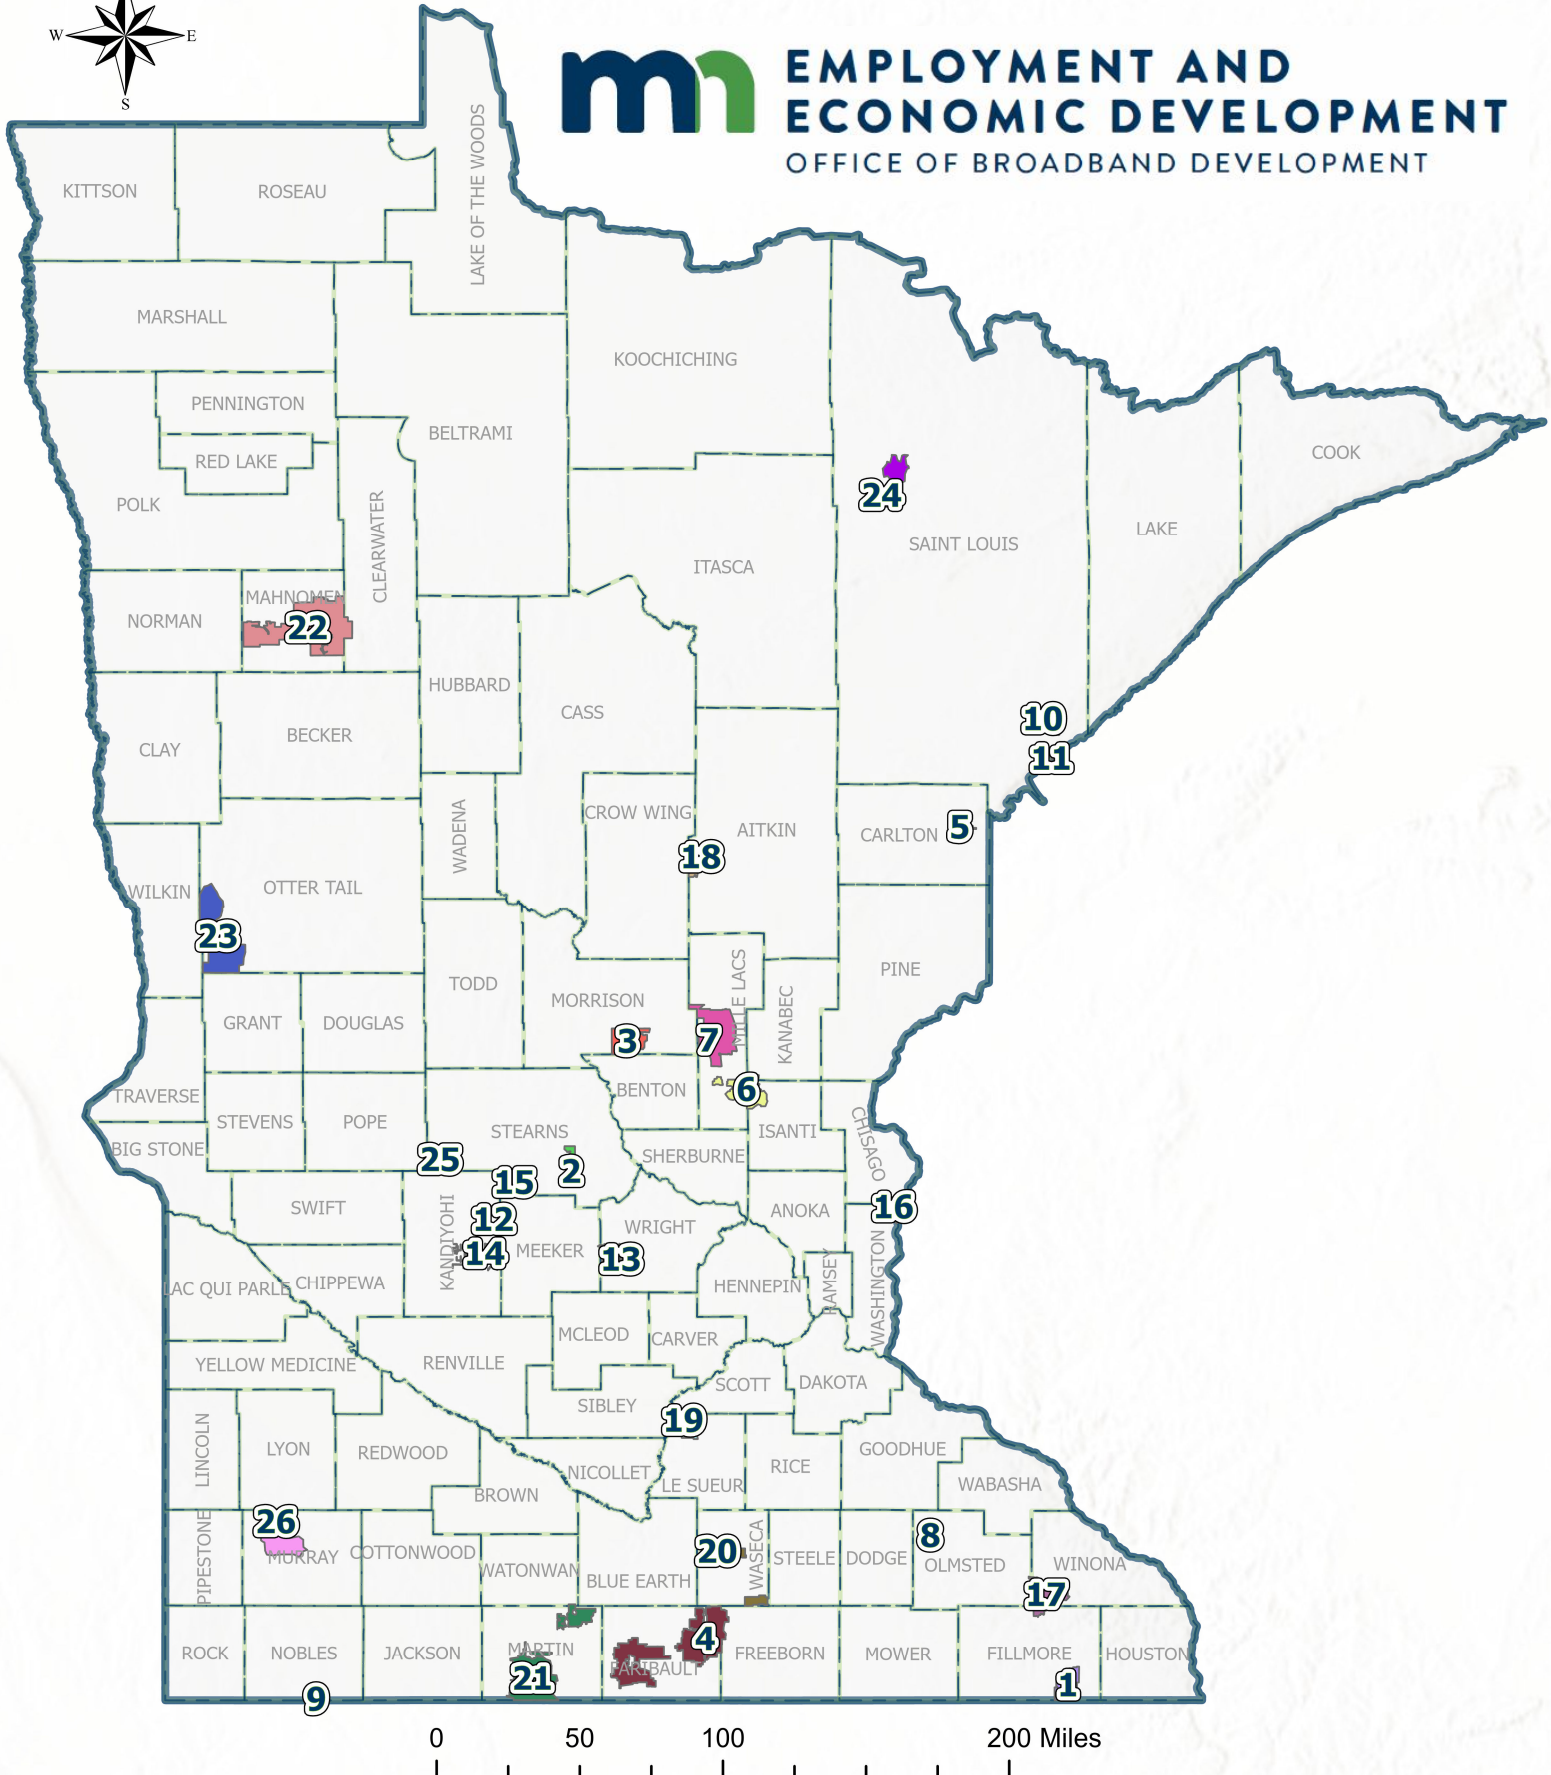 W
E
S
mn
EMPLOYMENT AND
ECONOMIC DEVELOPMENT
OFFICE OF BROADBAND DEVELOPMENT
KITTSON
ROSEAU
LAKE OF THE WOODS
MARSHALL
KOOCHICHING
PENNINGTON
BELTRAMI
RED LAKE
COOK
POLK
24
CLEARWATER
LAKE
SAINT LOUIS
ITASCA
MAHNOMEN
NORMAN
22
HUBBARD
CASS
10
BECKER
CLAY
11
CROW WING
5
AITKIN
CARLTON
WADENA
18
OTTER TAIL
WILKIN
23
PINE
TODD
MILLE LACS
MORRISON
GRANT
DOUGLAS
KANABEC
3
7
BENTON
6
TRAVERSE
STEVENS
POPE
STEARNS
ISANTI
CHISAGO
BIG STONE
25
2
SHERBURNE
15
SWIFT
16
ANOKA
12
WRIGHT
KANDIYOHI
14
MEEKER
13
LAC QUI PARLE
CHIPPEWA
HENNEPIN
RAMSEY
WASHINGTON
MCLEOD
CARVER
YELLOW MEDICINE
RENVILLE
SCOTT
DAKOTA
SIBLEY
19
LINCOLN
LYON
REDWOOD
GOODHUE
NICOLLET
RICE
LE SUEUR
WABASHA
BROWN
26
8
PIPESTONE
MURRAY
COTTONWOOD
20
WASECA
STEELE
DODGE
OLMSTED
WINONA
WATONWAN
BLUE EARTH
17
4
ROCK
NOBLES
JACKSON
MARTIN
FARIBAULT
FREEBORN
MOWER
FILLMORE
HOUSTON
21
1
9
0 50 100 200 Miles